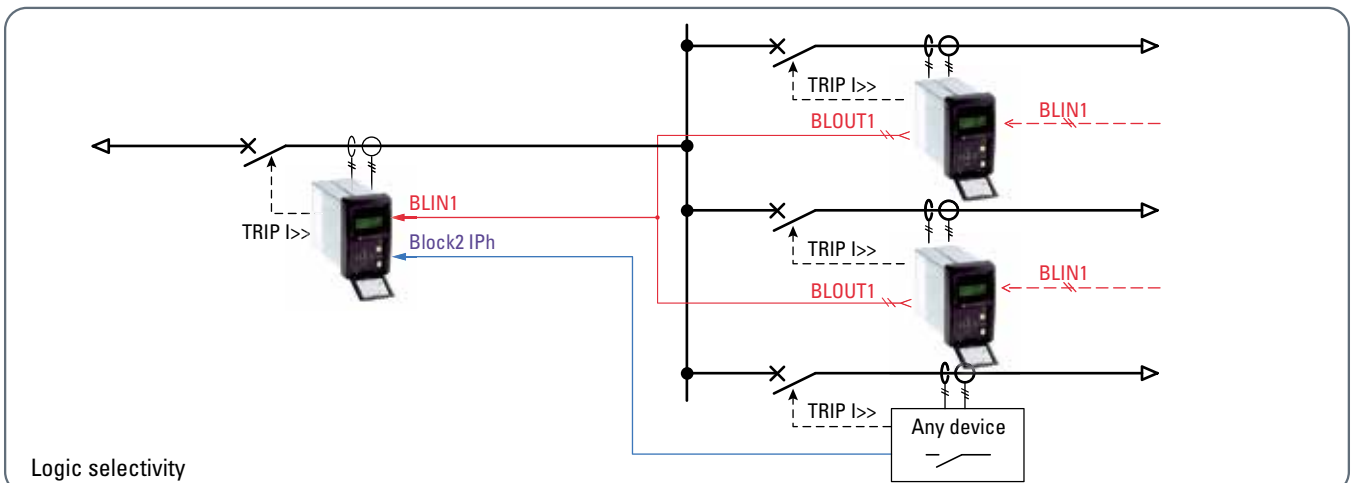 TRIP I>>
BLOUT1
BLIN1
BLIN1
TRIP I>>
Block2 IPh
TRIP I>>
BLOUT1
BLIN1
TRIP I>>
Any device
Logic selectivity